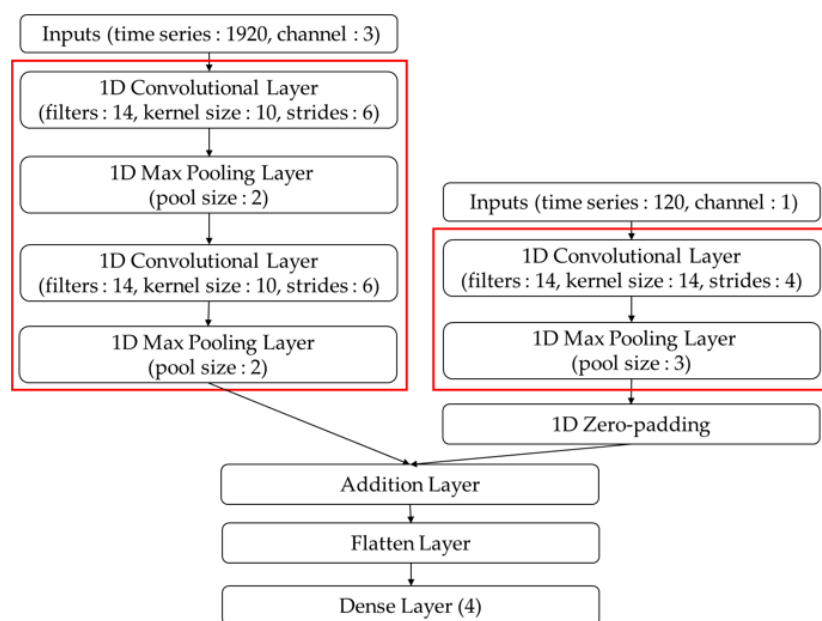 Inputs (time series : 1920, channel : 3)
1D Convolutional Layer
(filters : 14, kernel size : 10, strides : 6)
1D Max Pooling Layer
(pool size : 2)
1D Convolutional Layer
(filters : 14, kernel size : 10, strides : 6)
1D Max Pooling Layer
(pool size : 2)
Inputs (time series : 120, channel : 1)
1D Convolutional Layer
(filters : 14, kernel size : 14, strides : 4)
1D Max Pooling Layer
(pool size : 3)
1D Zero-padding
Addition Layer
Flatten Layer
Dense Layer (4)